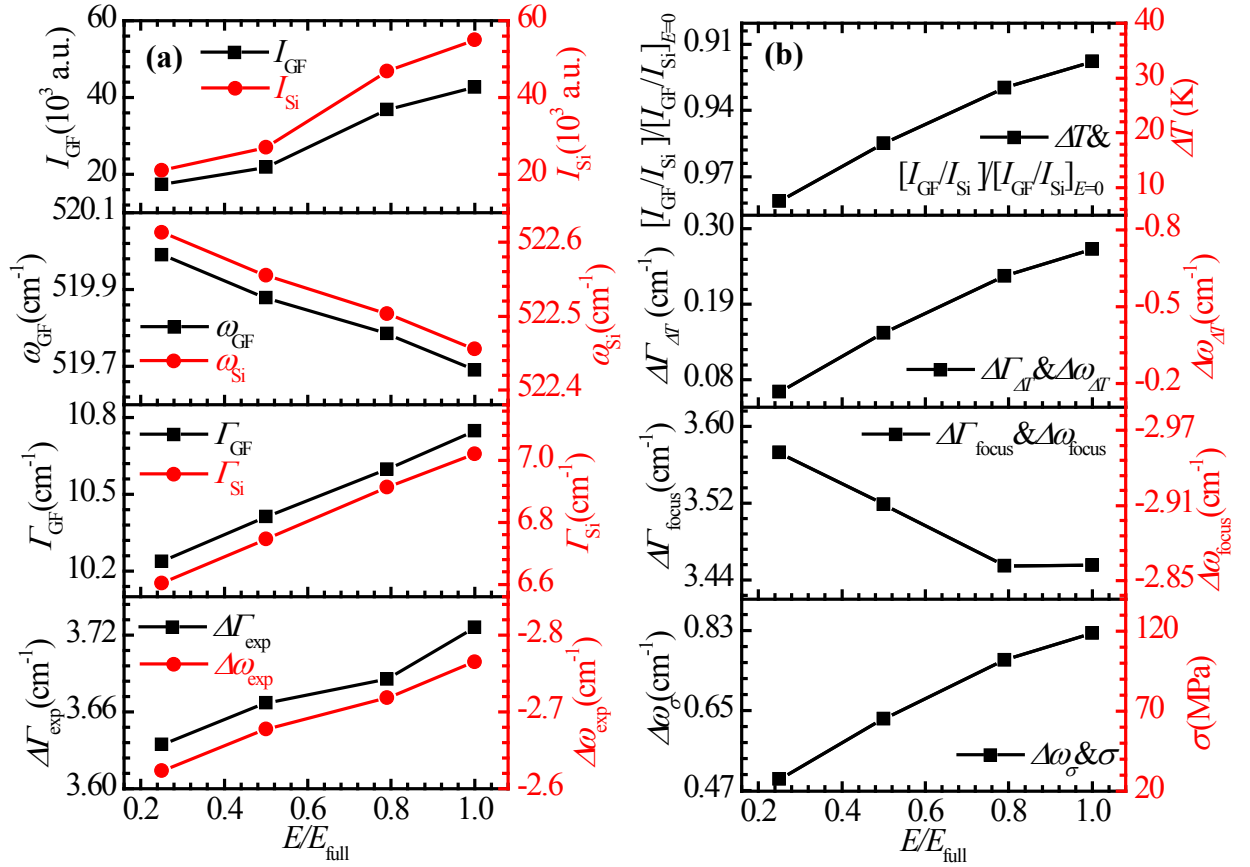 (a)
I_GF
I_Si
60
40
20
I_GF(10³ a.u.)
60
40
20
I_Si(10³ a.u.)
520.1
519.9
519.7
ω_GF(cm⁻¹)
ω_GF
ω_Si
522.6
522.5
522.4
ω_Si(cm⁻¹)
10.8
10.5
10.2
Γ_GF(cm⁻¹)
Γ_GF
Γ_Si
7.0
6.8
6.6
Γ_Si(cm⁻¹)
3.72
3.66
3.60
ΔΓ_exp(cm⁻¹)
ΔΓ_exp
Δω_exp
-2.8
-2.7
-2.6
Δω_exp(cm⁻¹)
0.2 0.4 0.6 0.8 1.0
E/E_full
(b)
0.91
0.94
0.97
[I_GF/I_Si]/[I_GF/I_Si]_E=0
ΔT&
[I_GF/I_Si]/[I_GF/I_Si]_E=0
40
30
20
10
ΔT(K)
0.30
0.19
0.08
ΔΓ_ΔT(cm⁻¹)
ΔΓ_ΔT&Δω_ΔT
-0.8
-0.5
-0.2
Δω_ΔT(cm⁻¹)
3.60
3.52
3.44
ΔΓ_focus(cm⁻¹)
ΔΓ_focus&Δω_focus
-2.97
-2.91
-2.85
Δω_focus(cm⁻¹)
0.83
0.65
0.47
Δω_σ(cm⁻¹)
Δω_σ&σ
120
70
20
σ(MPa)
0.2 0.4 0.6 0.8 1.0
E/E_full